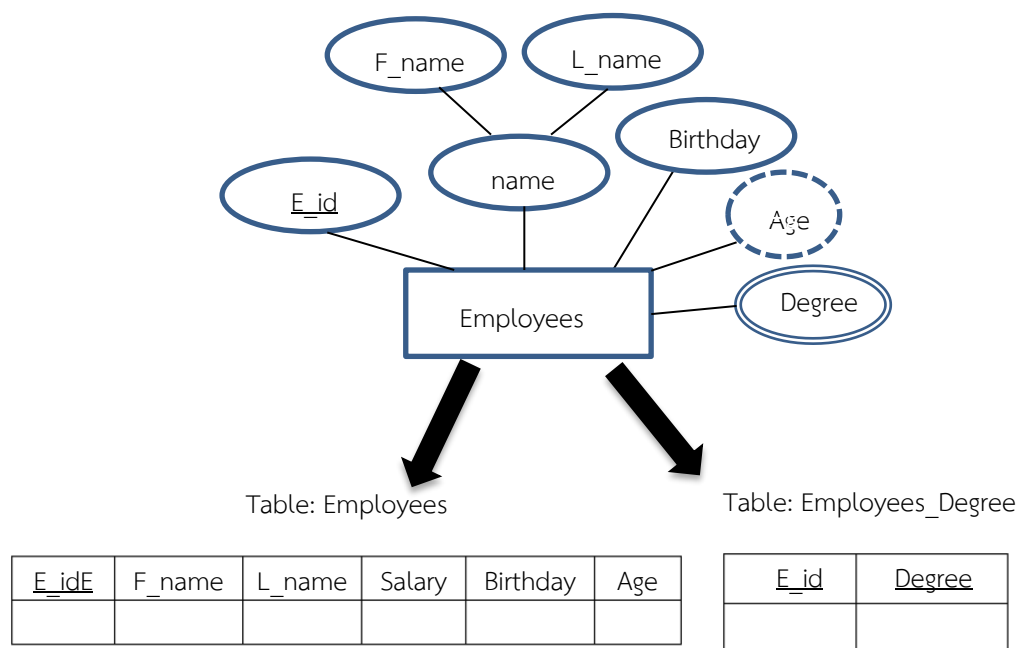 F_name
L_name
Birthday
name
E_id
Age
Degree
Employees
Table: Employees
Table: Employees_Degree
E_idE F_name L_name Salary Birthday Age
E_id Degree